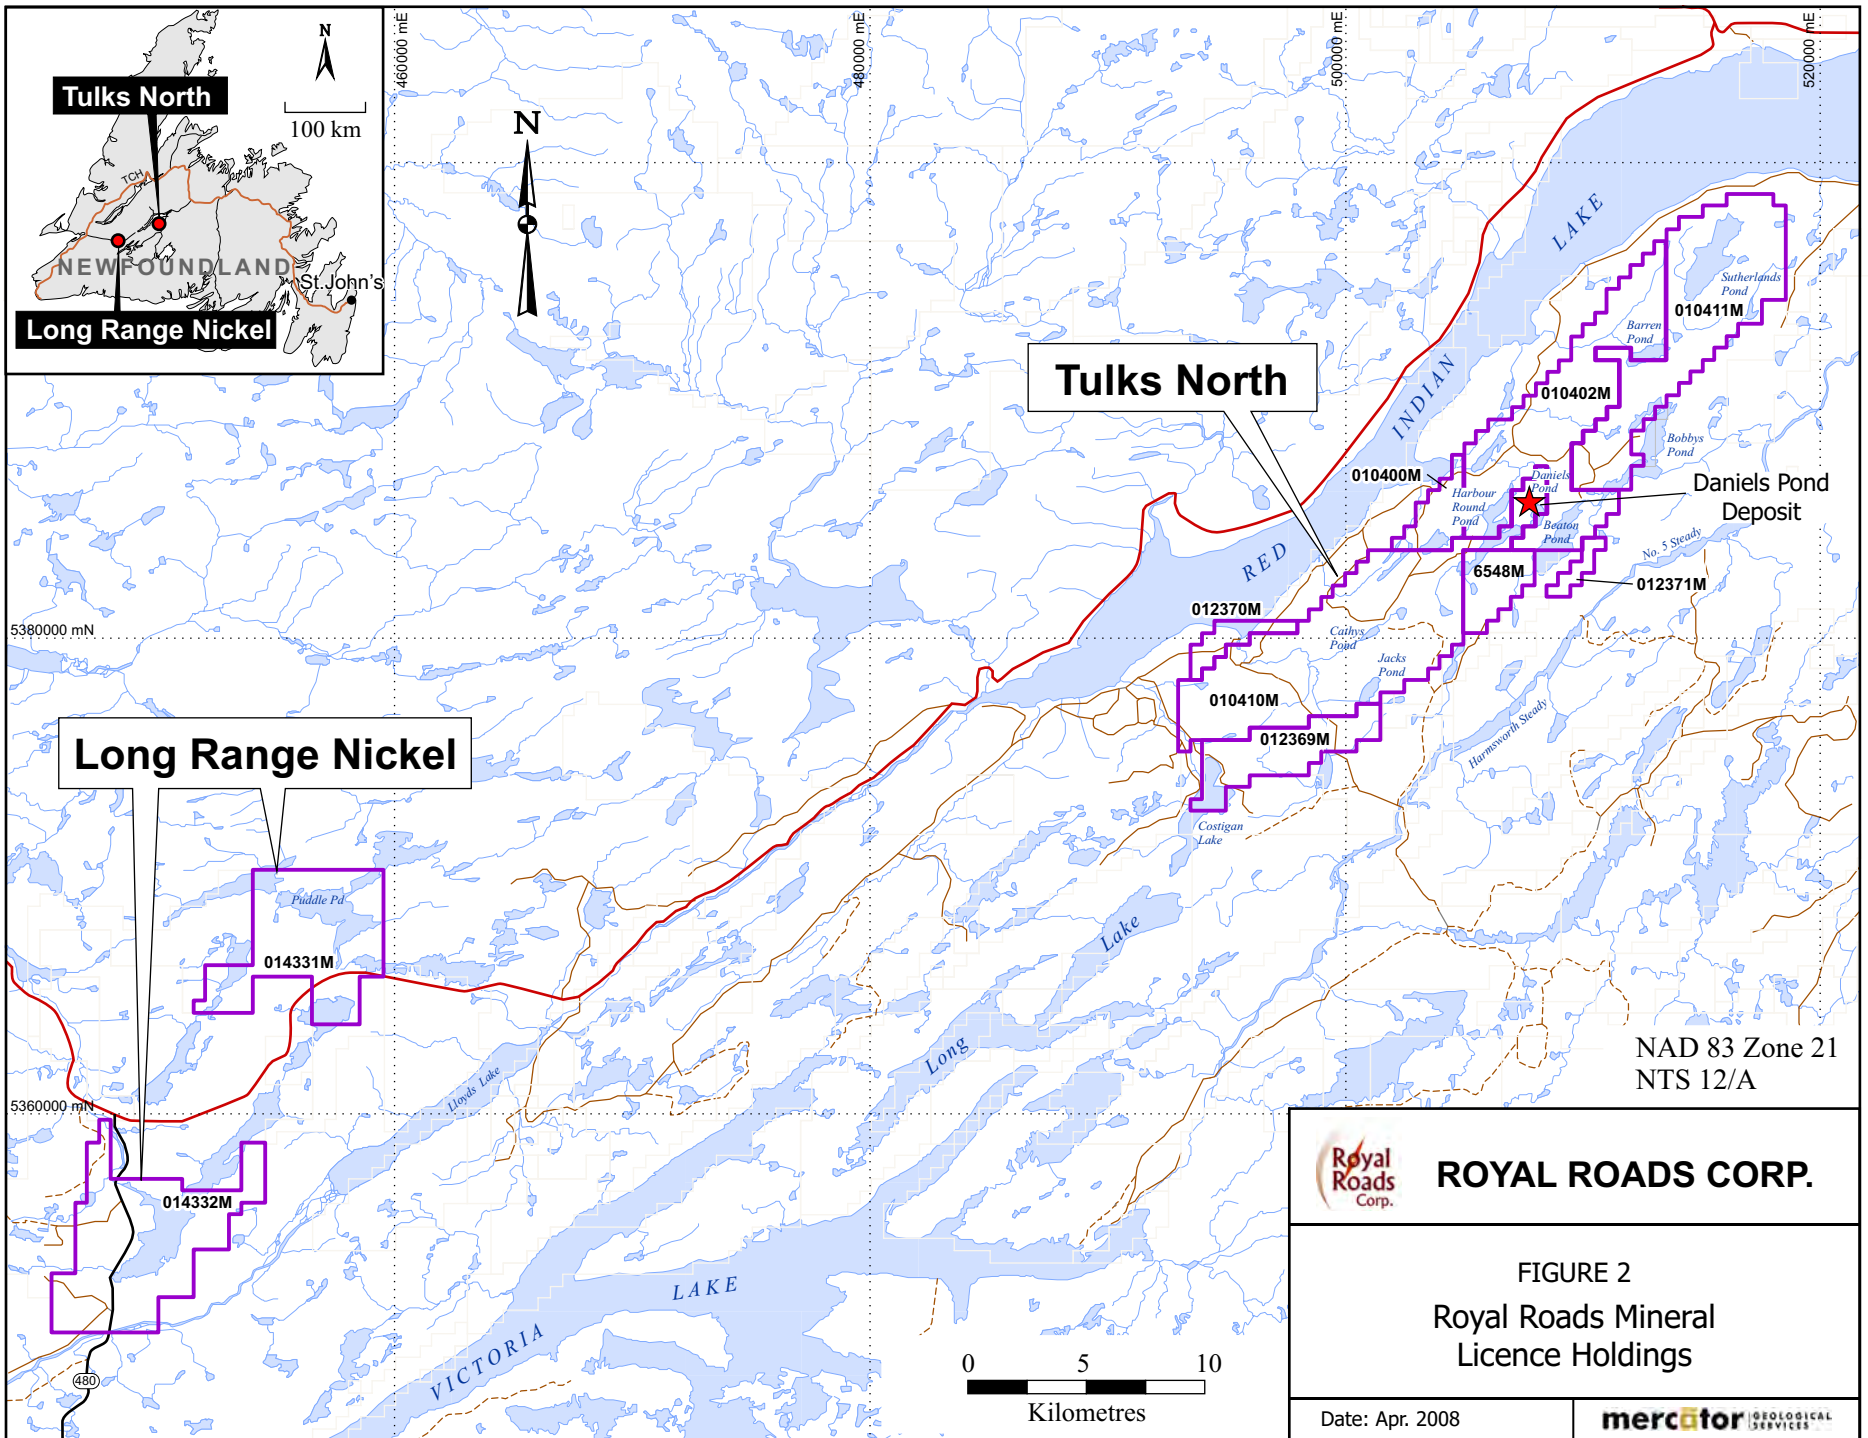 Tulks North
N
100 km
TCH
NEWFOUNDLAND
St.John's
Long Range Nickel
460000 mE
480000 mE
500000 mE
520000 mE
N
LAKE
INDIAN
RED
Sutherlands
Pond
010411M
Barren
Pond
Tulks North
010402M
Bobbys
Pond
010400M
Daniels
Pond
Harbour
Round
Pond
Daniels Pond
Deposit
Beaton
Pond
No. 5 Steady
6548M
012371M
012370M
5380000 mN
Cathys
Pond
Jacks
Pond
010410M
012369M
Harmsworth Steady
Costigan
Lake
Long Range Nickel
Puddle Pd
014331M
Long
Lake
Lloyds Lake
5360000 mN
014332M
VICTORIA
LAKE
480
0 5 10
Kilometres
NAD 83 Zone 21
NTS 12/A
Royal
Roads
Corp.
ROYAL ROADS CORP.
FIGURE 2
Royal Roads Mineral
Licence Holdings
Date: Apr. 2008
mercator GEOLOGICAL
SERVICES